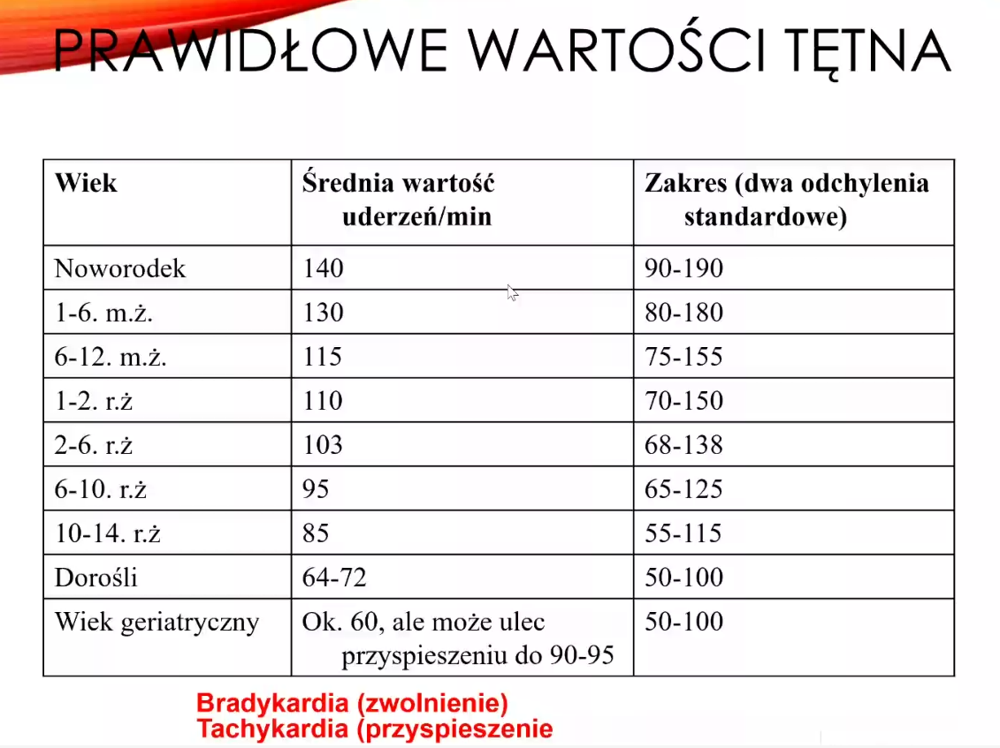 PRAWIDŁOWE WARTOŚCI TĘTNA
Wiek
Średnia wartość
uderzeń/min
Zakres (dwa odchylenia
standardowe)
Noworodek 140 90-190
1-6. m.ż. 130 80-180
6-12. m.ż. 115 75-155
1-2. r.ż 110 70-150
2-6. r.ż 103 68-138
6-10. r.ż 95 65-125
10-14. r.ż 85 55-115
Dorośli 64-72 50-100
Wiek geriatryczny Ok. 60, ale może ulec 50-100
przyspieszeniu do 90-95
Bradykardia (zwolnienie)
Tachykardia (przyspieszenie